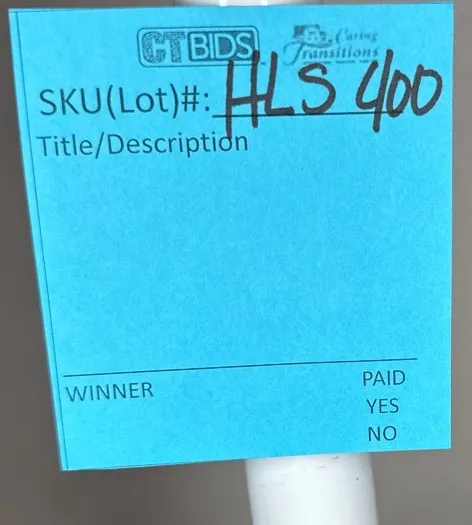 CTBIDS
Caring
Transitions
SKU(Lot)#: HLS 400
Title/Description
WINNER
PAID
YES
NO